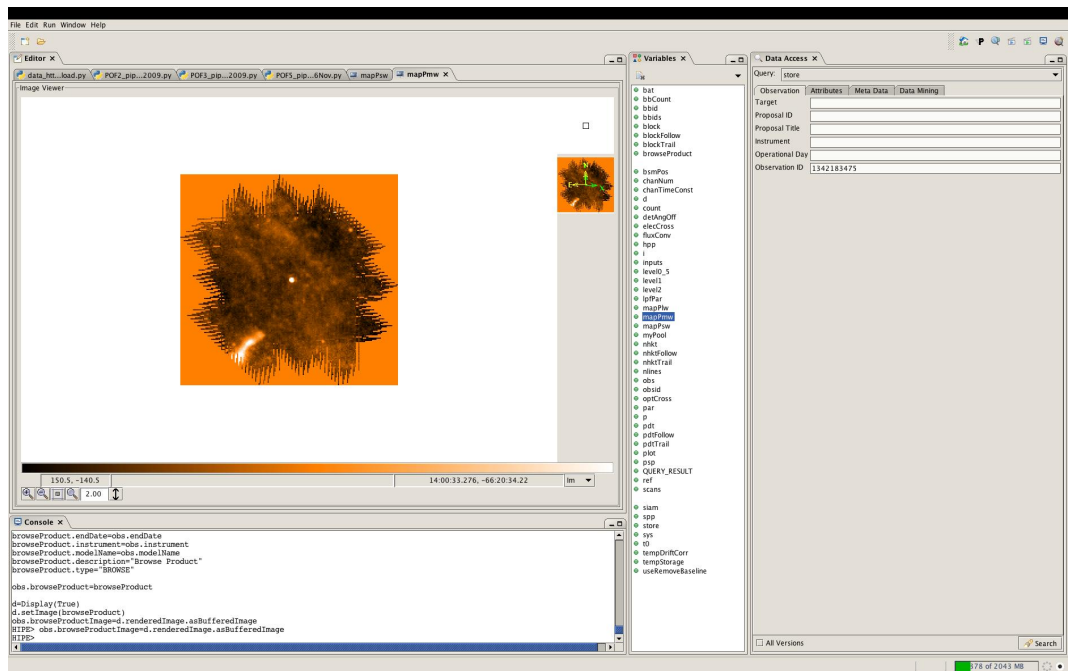 File Edit Run Window Help
Editor ×
data_htt...load.py POF2_pip...2009.py POF3_pip...2009.py POF5_pip...6Nov.py mapPsw mapPmw ×
Image Viewer
N
E
150.5, -140.5 14:00:33.276, -66:20:34.22 Im
2.00
Console ×
browseProduct.endDate=obs.endDate
browseProduct.instrument=obs.instrument
browseProduct.modelName=obs.modelName
browseProduct.description="Browse Product"
browseProduct.type="BROWSE"
obs.browseProduct=browseProduct
d=Display(True)
d.setImage(browseProduct)
obs.browseProductImage=d.renderedImage.asBufferedImage
HIPE> obs.browseProductImage=d.renderedImage.asBufferedImage
HIPE>
Variables ×
bat
bbCount
bbid
bbids
block
blockFollow
blockTrail
browseProduct
bsmPos
chanNum
chanTimeConst
d
count
detAngOff
elecCross
fluxConv
hpp
i
inputs
level0_5
level1
level2
lpfPar
mapPlw
mapPmw
mapPsw
myPool
nhkt
nhktFollow
nhktTrail
nlines
obs
obsid
optCross
par
p
pdt
pdtFollow
pdtTrail
plot
psp
QUERY_RESULT
ref
scans
siam
spp
store
sys
t0
tempDriftCorr
tempStorage
useRemoveBaseline
P
Data Access ×
Query: store
Observation Attributes Meta Data Data Mining
Target
Proposal ID
Proposal Title
Instrument
Operational Day
Observation ID 1342183475
All Versions Search
378 of 2043 MB